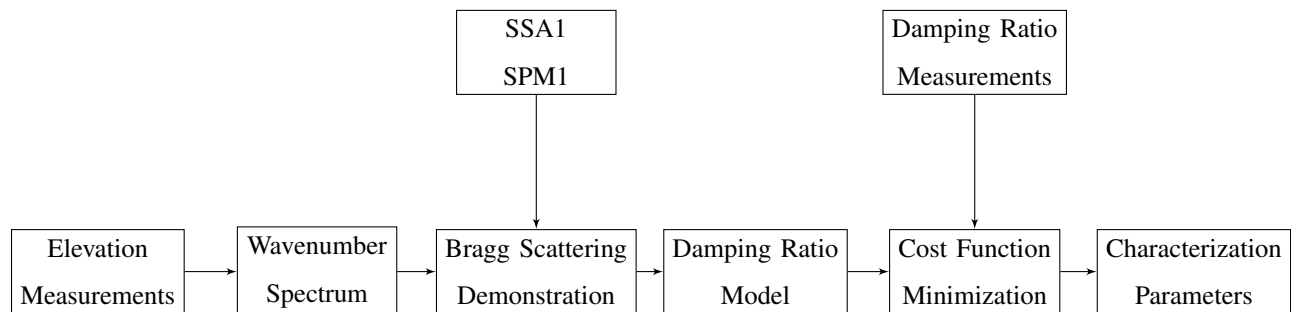 SSA1
SPM1
Damping Ratio
Measurements
Elevation
Measurements
Wavenumber
Spectrum
Bragg Scattering
Demonstration
Damping Ratio
Model
Cost Function
Minimization
Characterization
Parameters